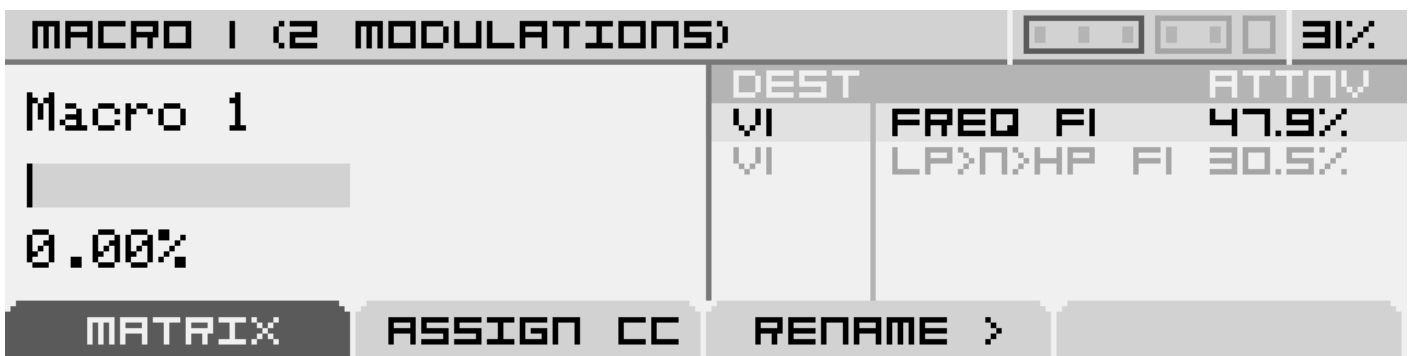 MACRO 1 (2 MODULATIONS) 31%
Macro 1
0.00%
DEST ATTNV
V1 FREQ F1 47.9%
V1 LP>N>HP F1 30.5%
MATRIX ASSIGN CC RENAME >